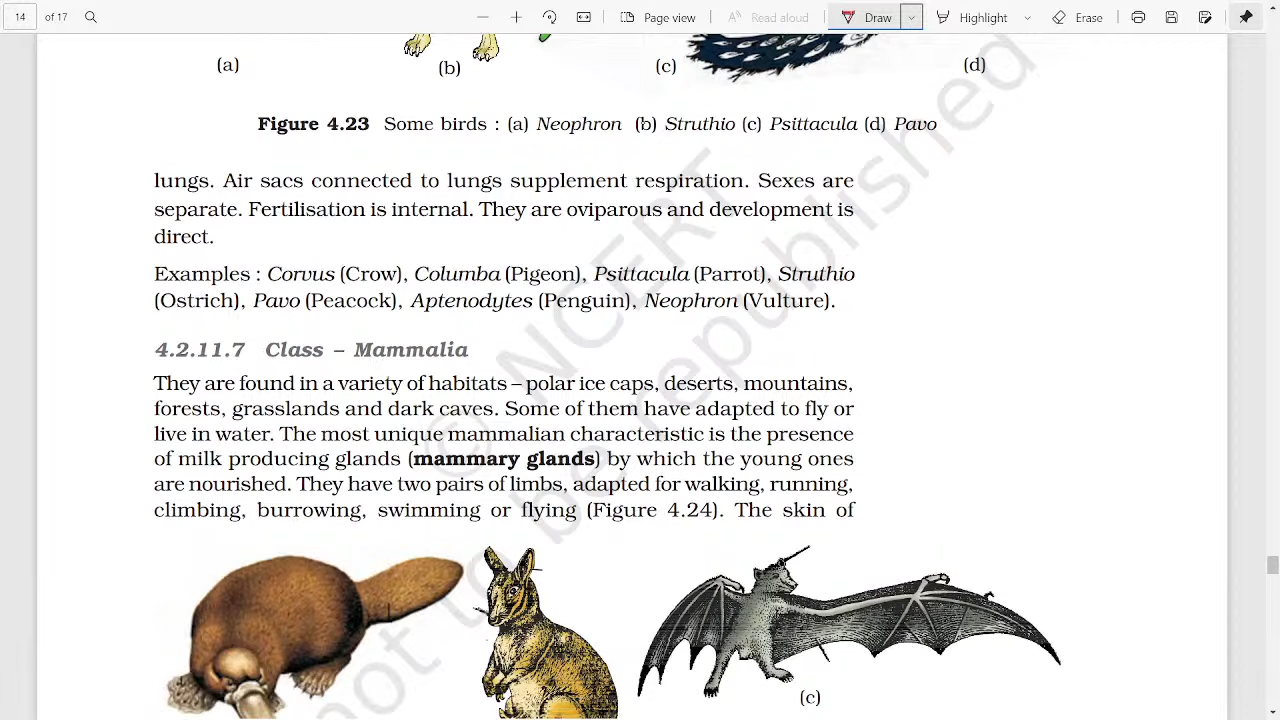 14 of 17 Page view Read aloud Draw Highlight Erase
(a) (b) (c) (d)
Figure 4.23 Some birds : (a) Neophron (b) Struthio (c) Psittacula (d) Pavo
lungs. Air sacs connected to lungs supplement respiration. Sexes are
separate. Fertilisation is internal. They are oviparous and development is
direct.
Examples : Corvus (Crow), Columba (Pigeon), Psittacula (Parrot), Struthio
(Ostrich), Pavo (Peacock), Aptenodytes (Penguin), Neophron (Vulture).
4.2.11.7 Class – Mammalia
They are found in a variety of habitats – polar ice caps, deserts, mountains,
forests, grasslands and dark caves. Some of them have adapted to fly or
live in water. The most unique mammalian characteristic is the presence
of milk producing glands (mammary glands) by which the young ones
are nourished. They have two pairs of limbs, adapted for walking, running,
climbing, burrowing, swimming or flying (Figure 4.24). The skin of
(c)
© NCERT
not to be republished